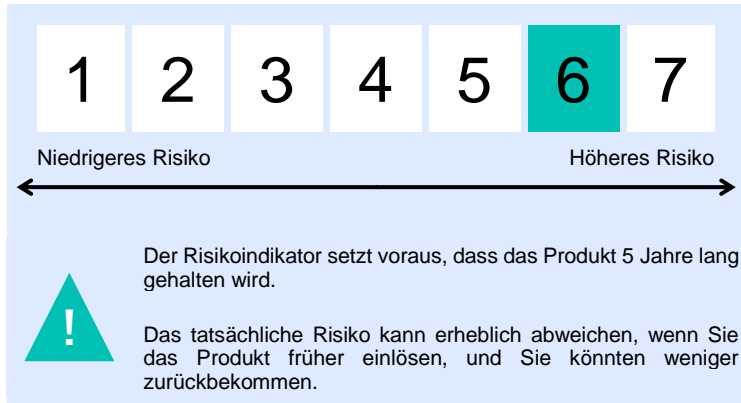 1 2 3 4 5 6 7
Niedrigeres Risiko Höheres Risiko
Der Risikoindikator setzt voraus, dass das Produkt 5 Jahre lang
gehalten wird.
!
Das tatsächliche Risiko kann erheblich abweichen, wenn Sie
das Produkt früher einlösen, und Sie könnten weniger
zurückbekommen.